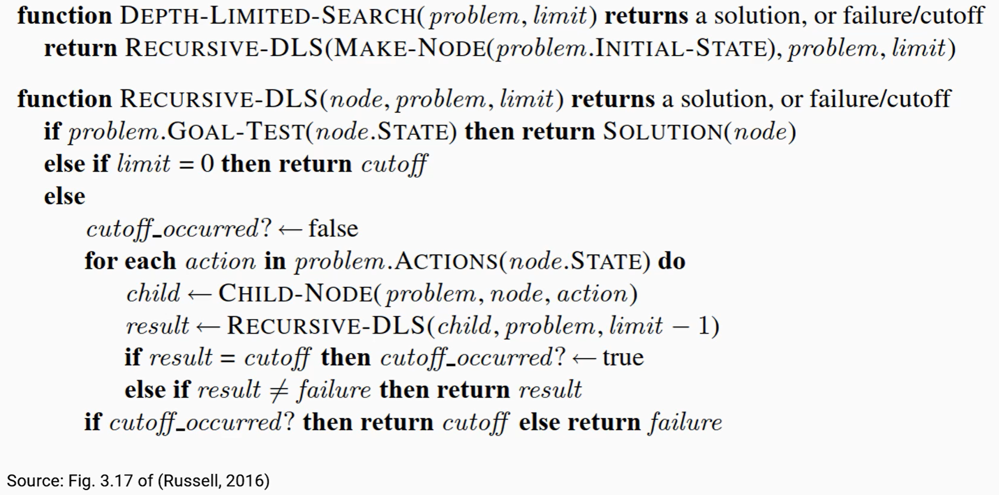 function DEPTH-LIMITED-SEARCH(problem, limit) returns a solution, or failure/cutoff
return RECURSIVE-DLS(MAKE-NODE(problem.INITIAL-STATE), problem, limit)
function RECURSIVE-DLS(node, problem, limit) returns a solution, or failure/cutoff
if problem.GOAL-TEST(node.STATE) then return SOLUTION(node)
else if limit = 0 then return cutoff
else
cutoff_occurred? ← false
for each action in problem.ACTIONS(node.STATE) do
child ← CHILD-NODE(problem, node, action)
result ← RECURSIVE-DLS(child, problem, limit − 1)
if result = cutoff then cutoff_occurred? ← true
else if result ≠ failure then return result
if cutoff_occurred? then return cutoff else return failure
Source: Fig. 3.17 of (Russell, 2016)